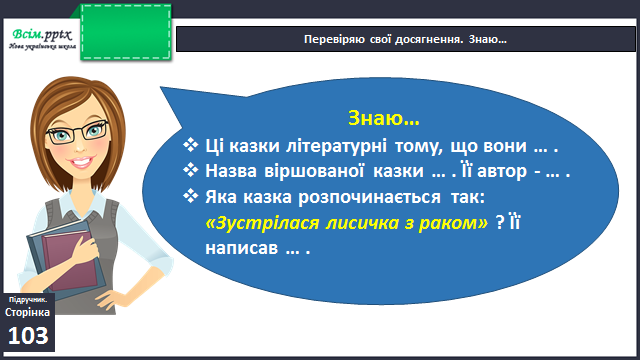 Всім.pptx
Нова українська школа
Перевіряю свої досягнення. Знаю...
Знаю...
❖ Ці казки літературні тому, що вони ... .
❖ Назва віршованої казки ... . Її автор - ... .
❖ Яка казка розпочинається так:
«Зустрілася лисичка з раком» ? Її
написав ... .
Підручник.
Сторінка
103